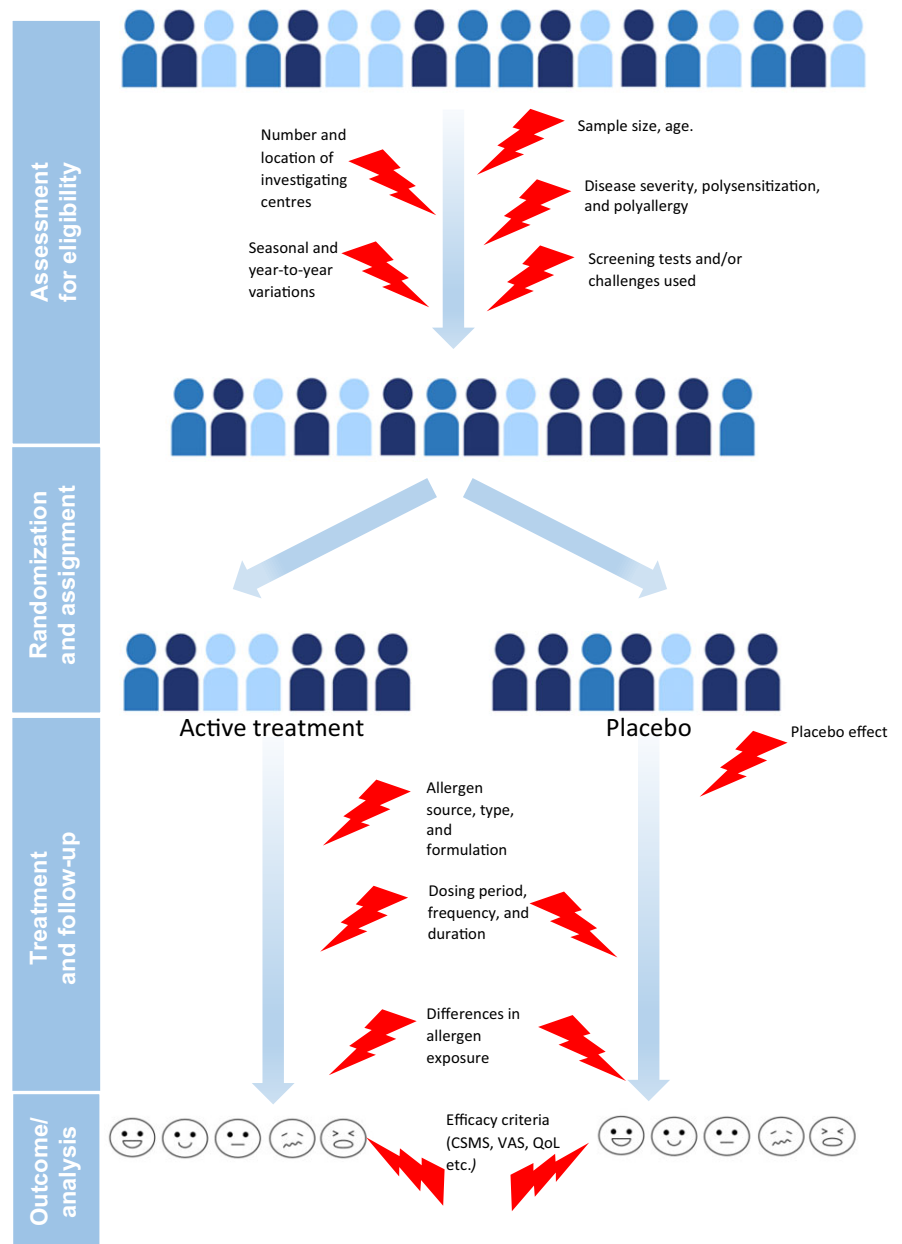 Assessment
for eligibility
Number and
location of
investigating
centres
Seasonal and
year-to-year
variations
Sample size, age.
Disease severity, polysensitization,
and polyallergy
Screening tests and/or
challenges used
Randomization
and assignment
Active treatment
Placebo
Treatment
and follow-up
Placebo effect
Allergen
source, type,
and
formulation
Dosing period,
frequency, and
duration
Differences in
allergen
exposure
Outcome/
analysis
Efficacy criteria
(CSMS, VAS, QoL
etc.)